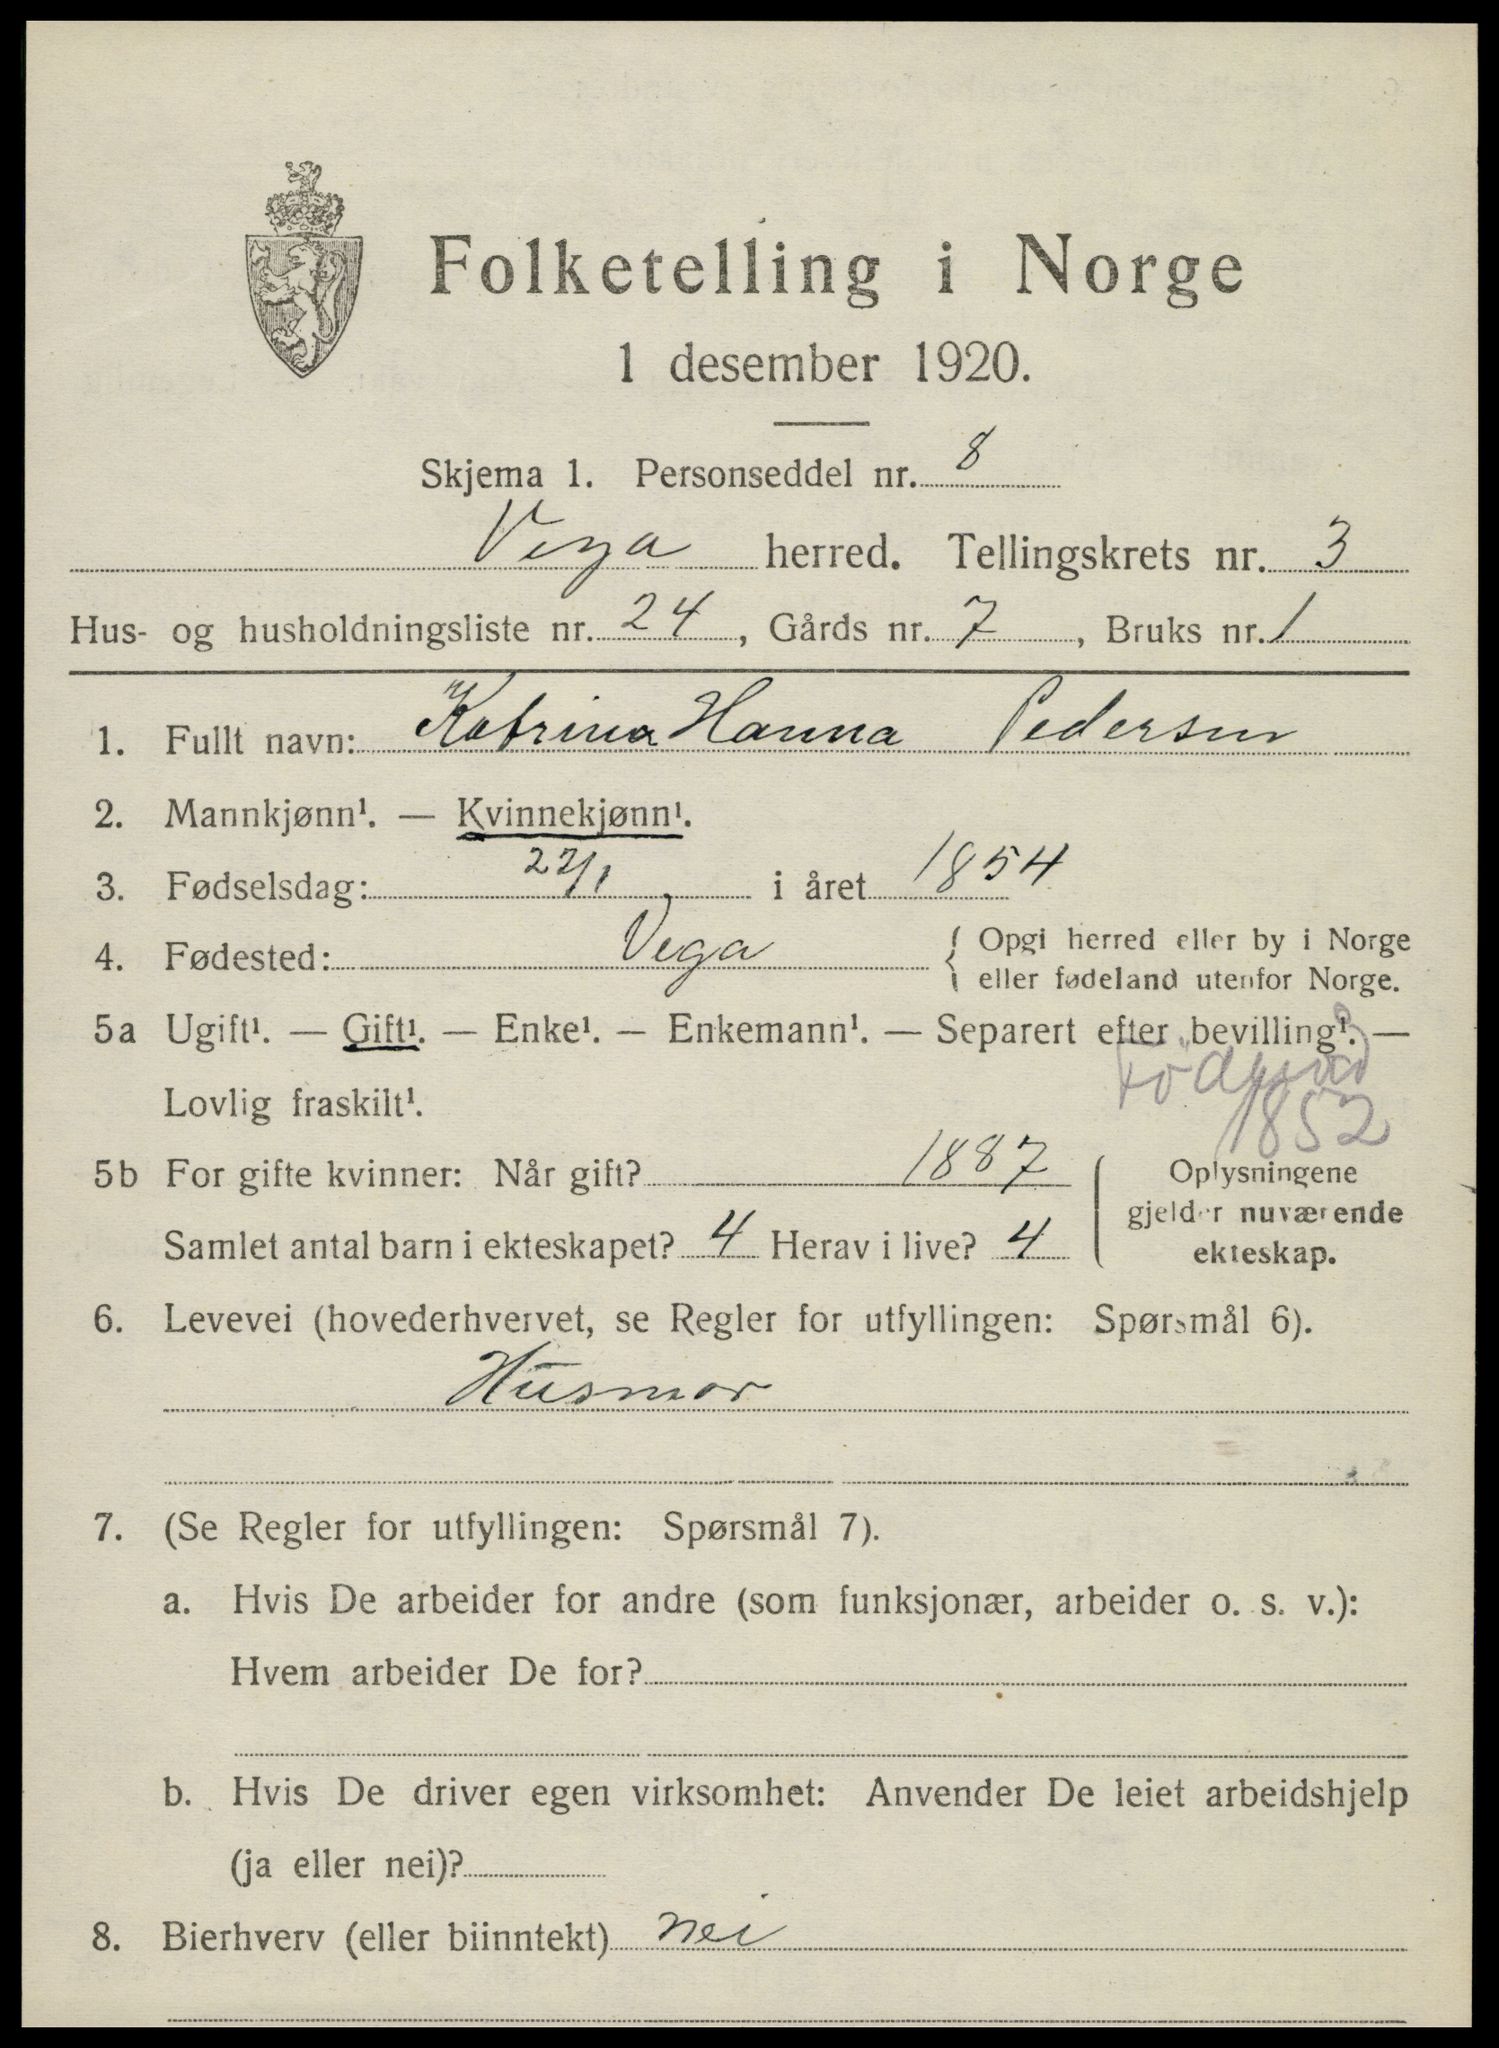 Folketelling i Norge
1 desember 1920.
Skjema 1. Personseddel nr. 8
Vega herred. Tellingskrets nr. 3
Hus- og husholdningsliste nr. 24, Gårds nr. 7, Bruks nr. 1
1. Fullt navn: Katrina Hanna Pedersen
2. Mannkjønn¹. — Kvinnekjønn¹.
3. Fødselsdag: 22/1 i året 1854
4. Fødested: Vega { Opgi herred eller by i Norge
eller fødeland utenfor Norge.
5a Ugift¹. — Gift¹. — Enke¹. — Enkemann¹. — Separert efter bevilling¹. —
Lovlig fraskilt¹.
1852
5b For gifte kvinner: Når gift? 1887
Samlet antal barn i ekteskapet? 4 Herav i live? 4
Oplysningene
gjelder nuværende
ekteskap.
6. Levevei (hovederhvervet, se Regler for utfyllingen: Spørsmål 6).
Husmor
7. (Se Regler for utfyllingen: Spørsmål 7).
a. Hvis De arbeider for andre (som funksjonær, arbeider o. s. v.):
Hvem arbeider De for?
b. Hvis De driver egen virksomhet: Anvender De leiet arbeidshjelp
(ja eller nei)?
8. Bierhverv (eller biinntekt) nei